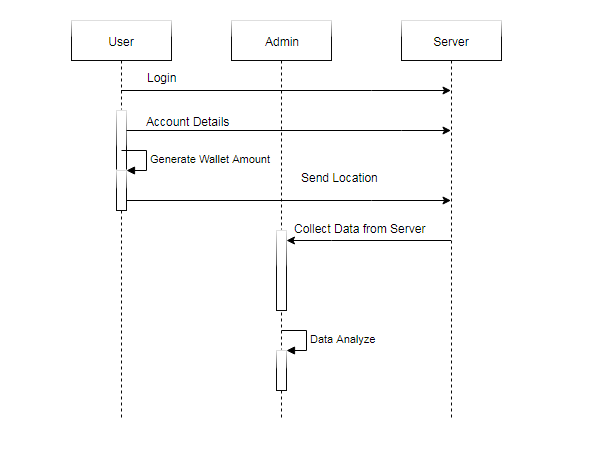 User
Admin
Server
Login
Account Details
Generate Wallet Amount
Send Location
Collect Data from Server
Data Analyze